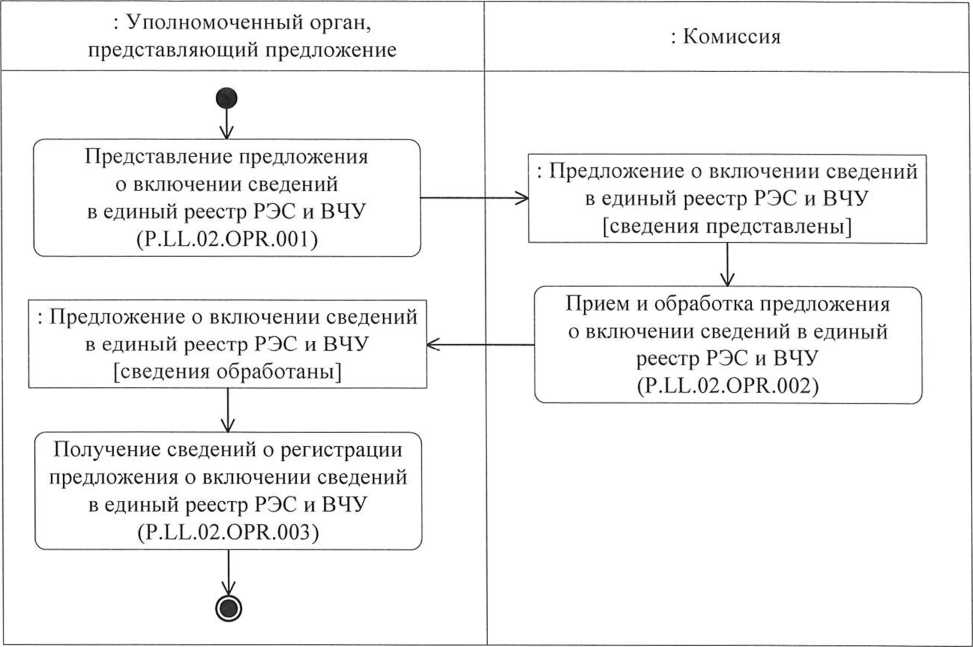 : Уполномоченный орган,
представляющий предложение
: Комиссия
Представление предложения
о включении сведений
в единый реестр РЭС и ВЧУ
(P.LL.02.OPR.001)
: Предложение о включении сведений
в единый реестр РЭС и ВЧУ
[сведения представлены]
Прием и обработка предложения
о включении сведений в единый
реестр РЭС и ВЧУ
(P.LL.02.OPR.002)
: Предложение о включении сведений
в единый реестр РЭС и ВЧУ
[сведения обработаны]
Получение сведений о регистрации
предложения о включении сведений
в единый реестр РЭС и ВЧУ
(P.LL.02.OPR.003)